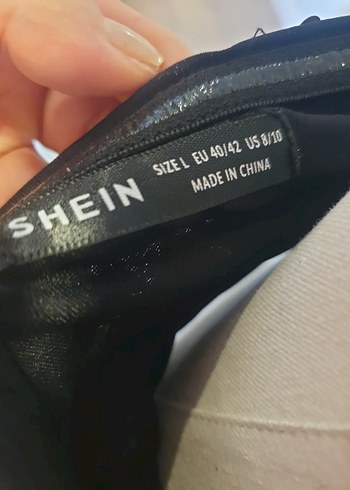 SHEIN
SIZE L EU 40/42 US 8/10
MADE IN CHINA